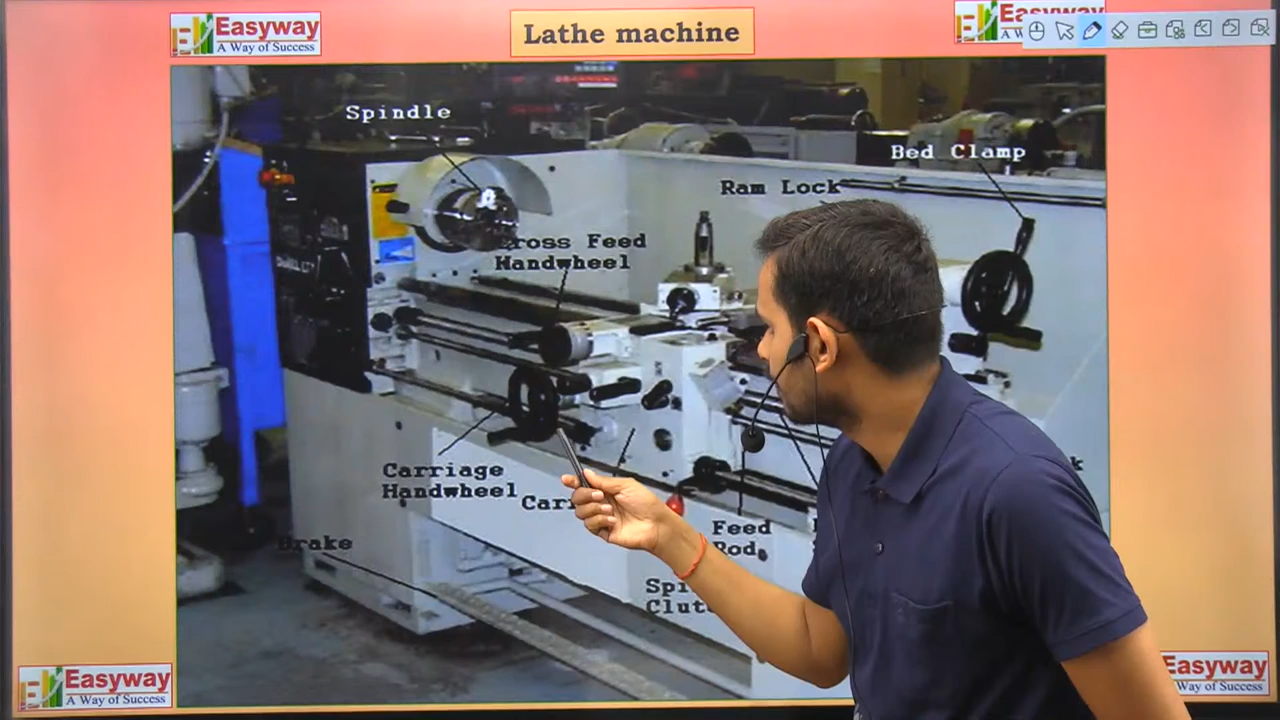 Easyway
A Way of Success
Lathe machine
Easyway
Spindle
Bed Clamp
Ram Lock
Cross Feed
Handwheel
Carriage
Handwheel
Feed
Rod
Brake
Easyway
A Way of Success
Easyway
Way of Success